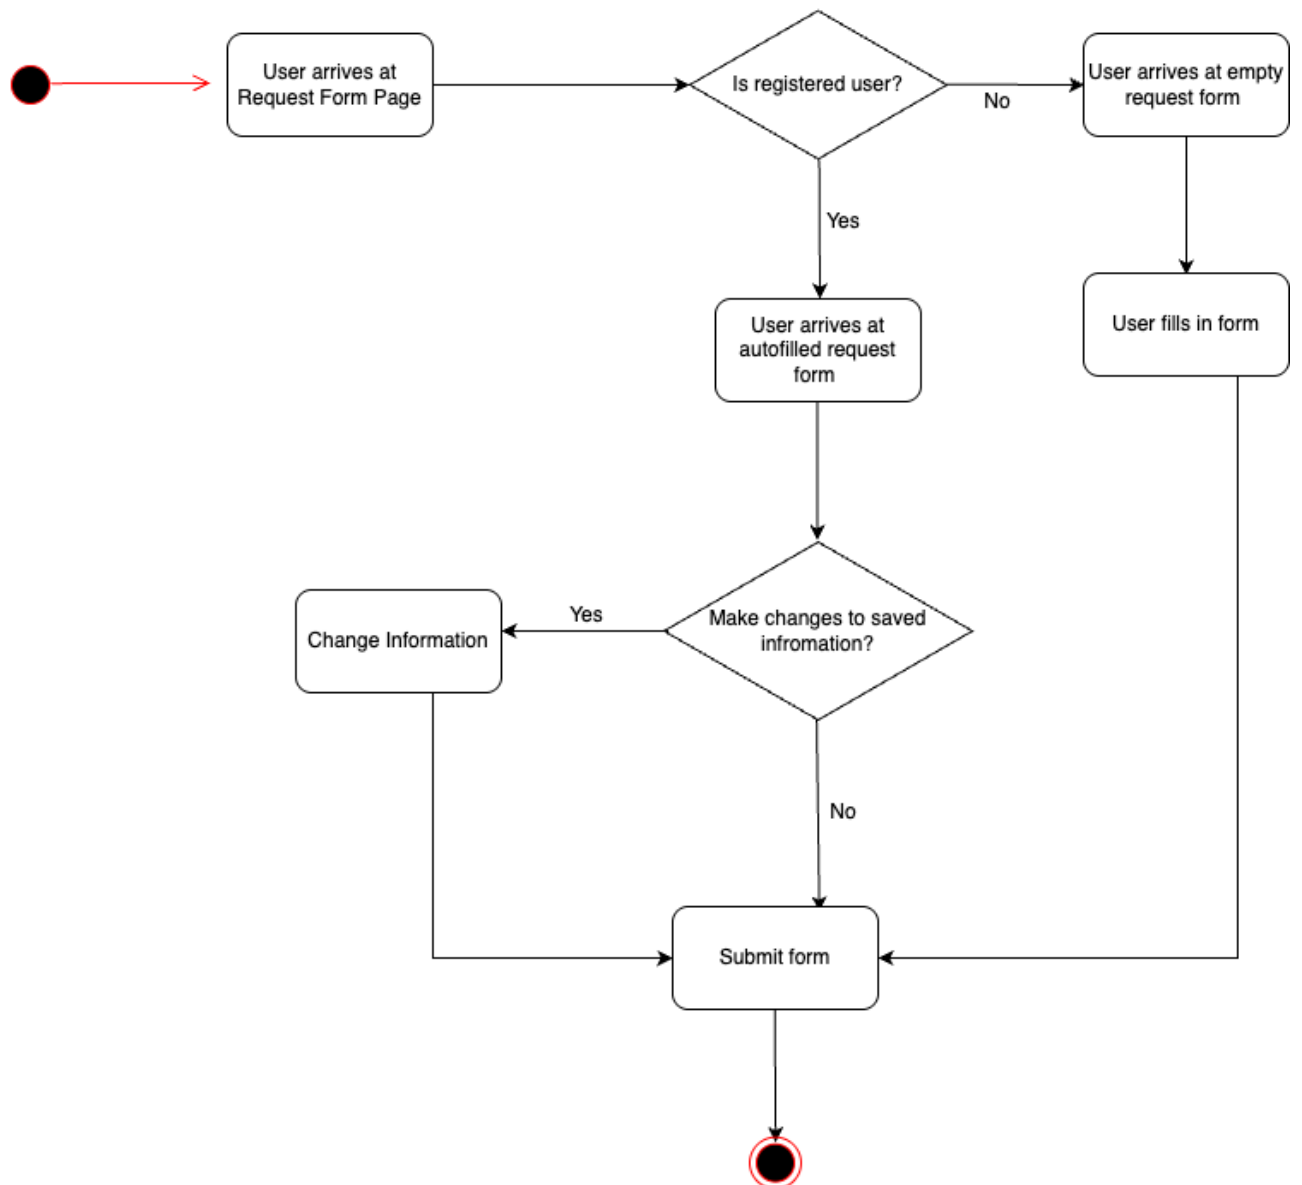 User arrives at
Request Form Page
Is registered user?
No
User arrives at empty
request form
Yes
User arrives at
autofilled request
form
User fills in form
Make changes to saved
infromation?
Yes
Change Information
No
Submit form